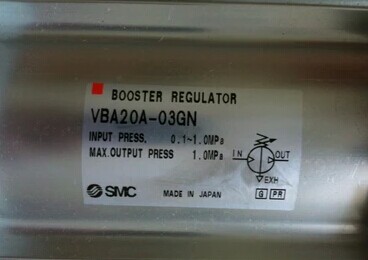 BOOSTER REGULATOR
VBA20A-03GN
INPUT PRESS. 0.1~1.0MPa
MAX.OUTPUT PRESS 1.0MPa
IN OUT
EXH
SMC MADE IN JAPAN G PR